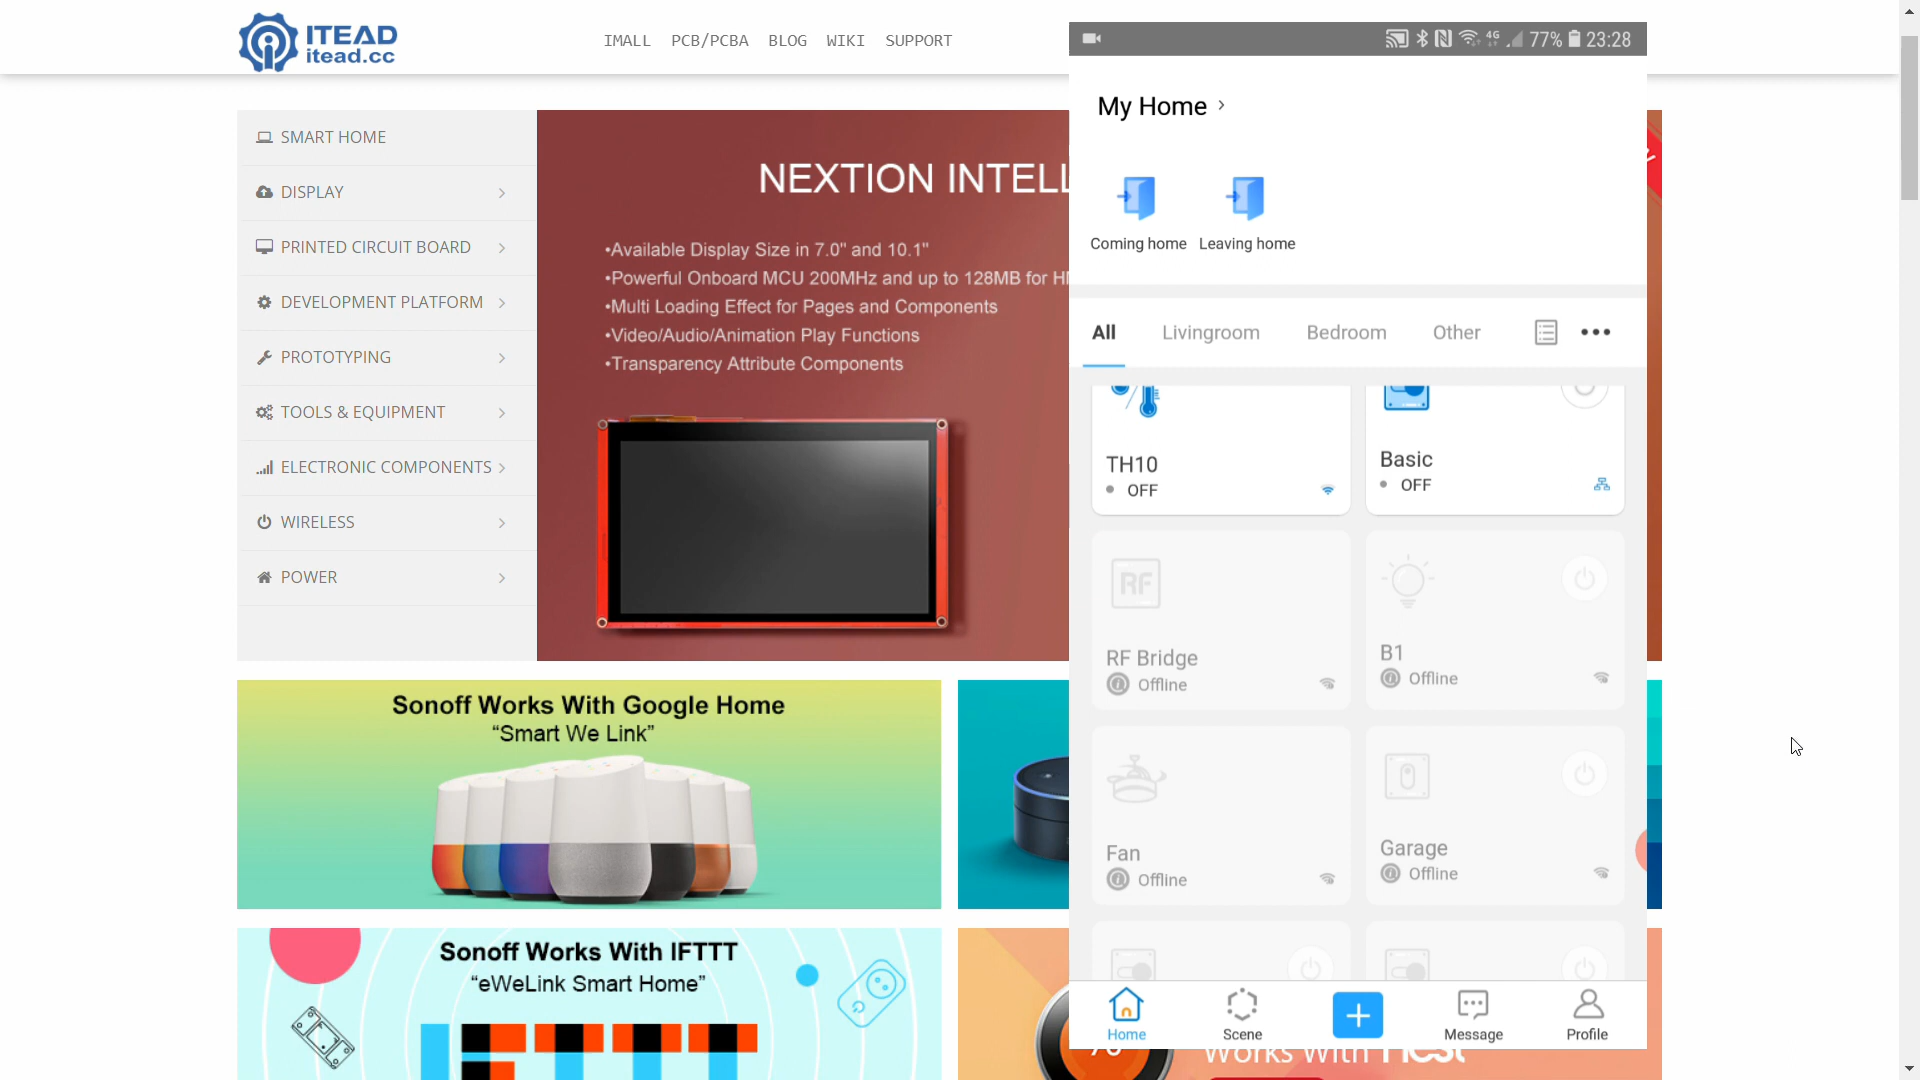 ITEAD
itead.cc
IMALL PCB/PCBA BLOG WIKI SUPPORT
SMART HOME
DISPLAY
PRINTED CIRCUIT BOARD
DEVELOPMENT PLATFORM
PROTOTYPING
TOOLS & EQUIPMENT
ELECTRONIC COMPONENTS
WIRELESS
POWER
NEXTION INTELL
•Available Display Size in 7.0" and 10.1"
•Powerful Onboard MCU 200MHz and up to 128MB for H
•Multi Loading Effect for Pages and Components
•Video/Audio/Animation Play Functions
•Transparency Attribute Components
Sonoff Works With Google Home
“Smart We Link”
Sonoff Works With IFTTT
“eWeLink Smart Home”
IFTTT
4G 77% 23:28
My Home
Coming home Leaving home
All Livingroom Bedroom Other
TH10
OFF
Basic
OFF
RF
RF Bridge
Offline
B1
Offline
Fan
Offline
Garage
Offline
Home Scene Message Profile
Works With nest